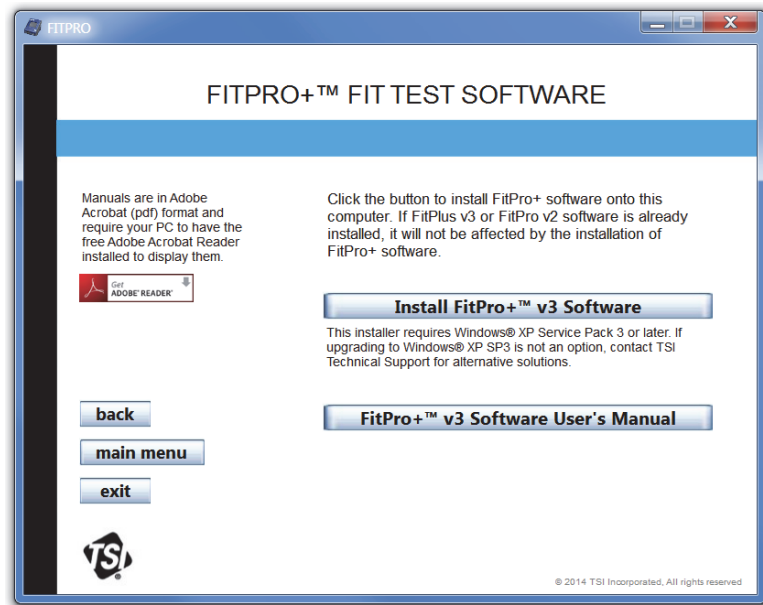 FITPRO
FITPRO+™ FIT TEST SOFTWARE
Manuals are in Adobe
Acrobat (pdf) format and
require your PC to have the
free Adobe Acrobat Reader
installed to display them.
Get
ADOBE® READER®
Click the button to install FitPro+ software onto this
computer. If FitPlus v3 or FitPro v2 software is already
installed, it will not be affected by the installation of
FitPro+ software.
Install FitPro+™ v3 Software
This installer requires Windows® XP Service Pack 3 or later. If
upgrading to Windows® XP SP3 is not an option, contact TSI
Technical Support for alternative solutions.
FitPro+™ v3 Software User's Manual
back
main menu
exit
TSI®
© 2014 TSI Incorporated, All rights reserved